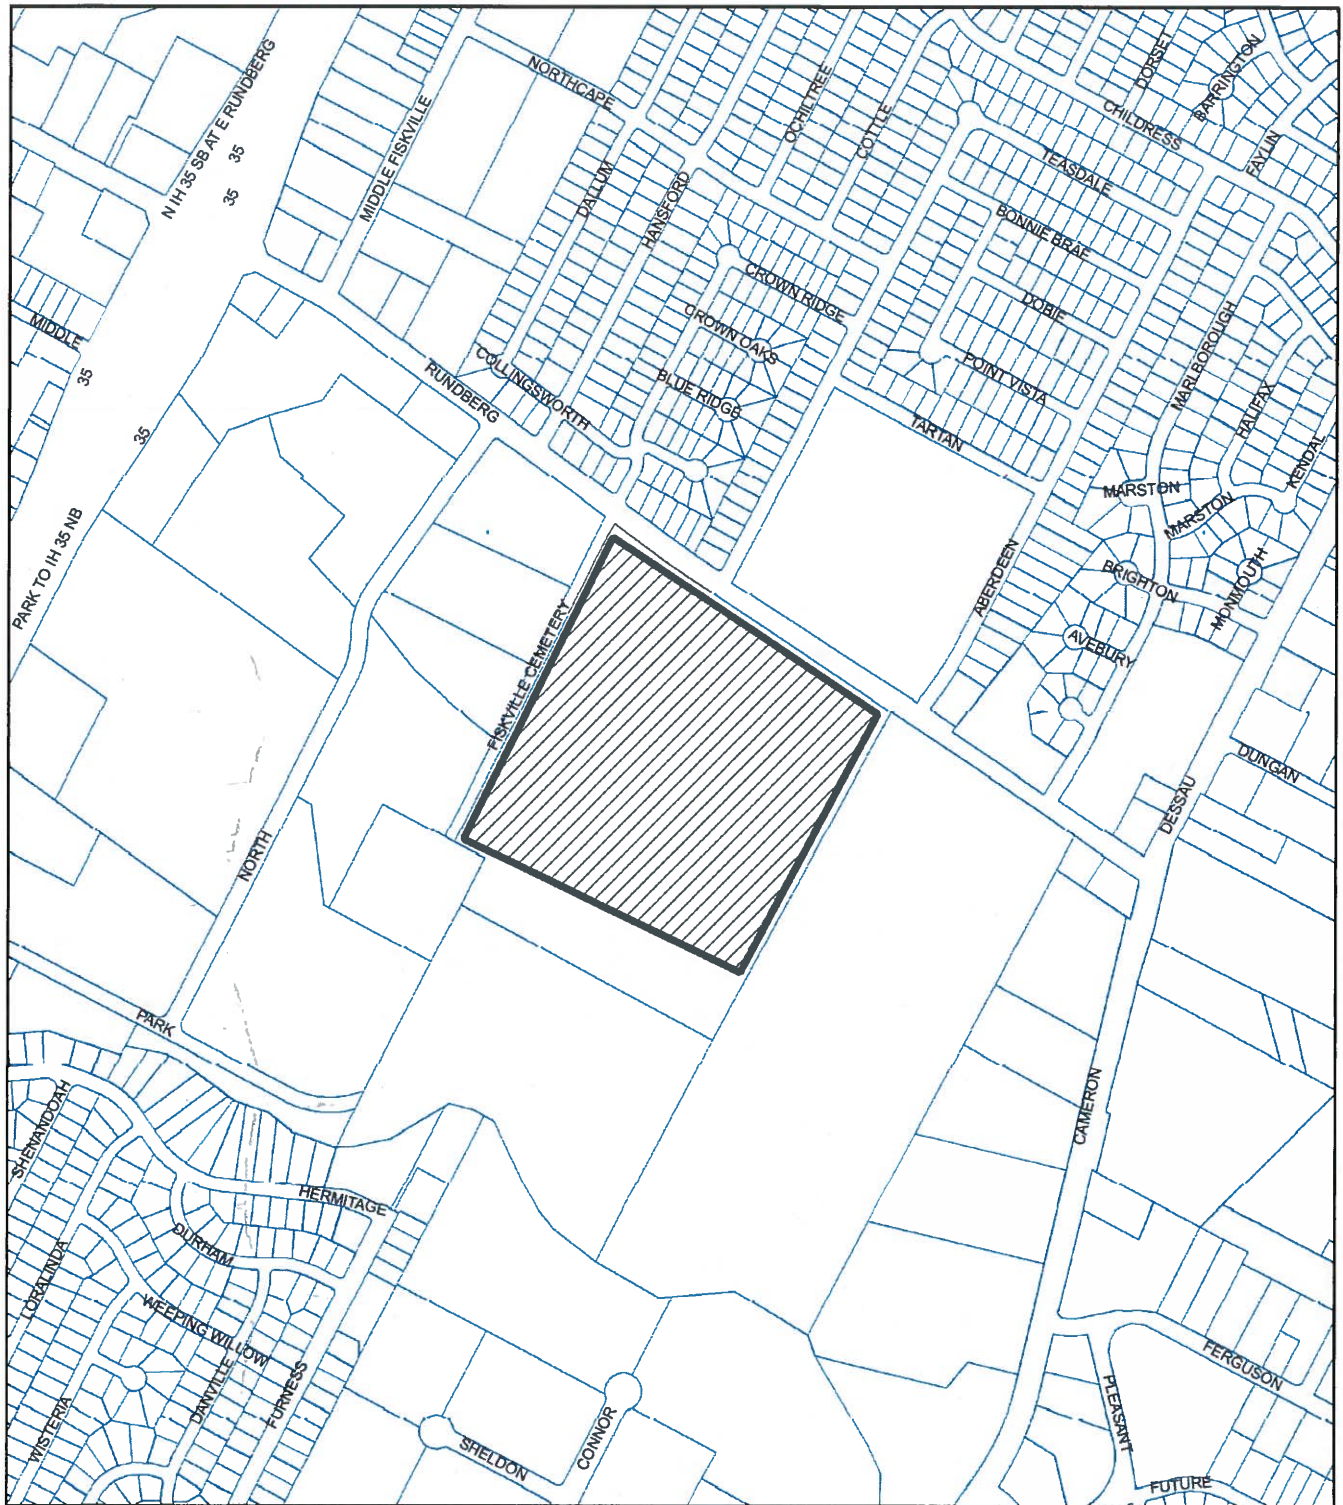 NORTHCAPE
DORSET
BARRINGTON
N IH 35 SB AT E RUNDBERG
OCHILTREE
COTTLE
CHILDRESS
FAYLIN
MIDDLE FISKVILLE
35
35
DALLUM
HANSFORD
TEASDALE
BONNIE BRAE
CROWN RIDGE
DOBIE
MIDDLE
CROWN OAKS
MARLBOROUGH
35
RUNDBERG
COLLINGSWORTH
BLUE RIDGE
POINT VISTA
HALIFAX
35
TARTAN
KENDAL
MARSTON
MARSTON
PARK TO IH 35 NB
ABERDEEN
BRIGHTON
MONMOUTH
FISKVILLE CEMETERY
AVEBURY
DUNGAN
DESSAU
NORTH
PARK
SHENANDOAH
CAMERON
HERMITAGE
DURHAM
LORALINDA
WEEPING WILLOW
DANVILLE
FURNESS
FERGUSON
PLEASANT
WISTERIA
CONNOR
SHELDON
FUTURE